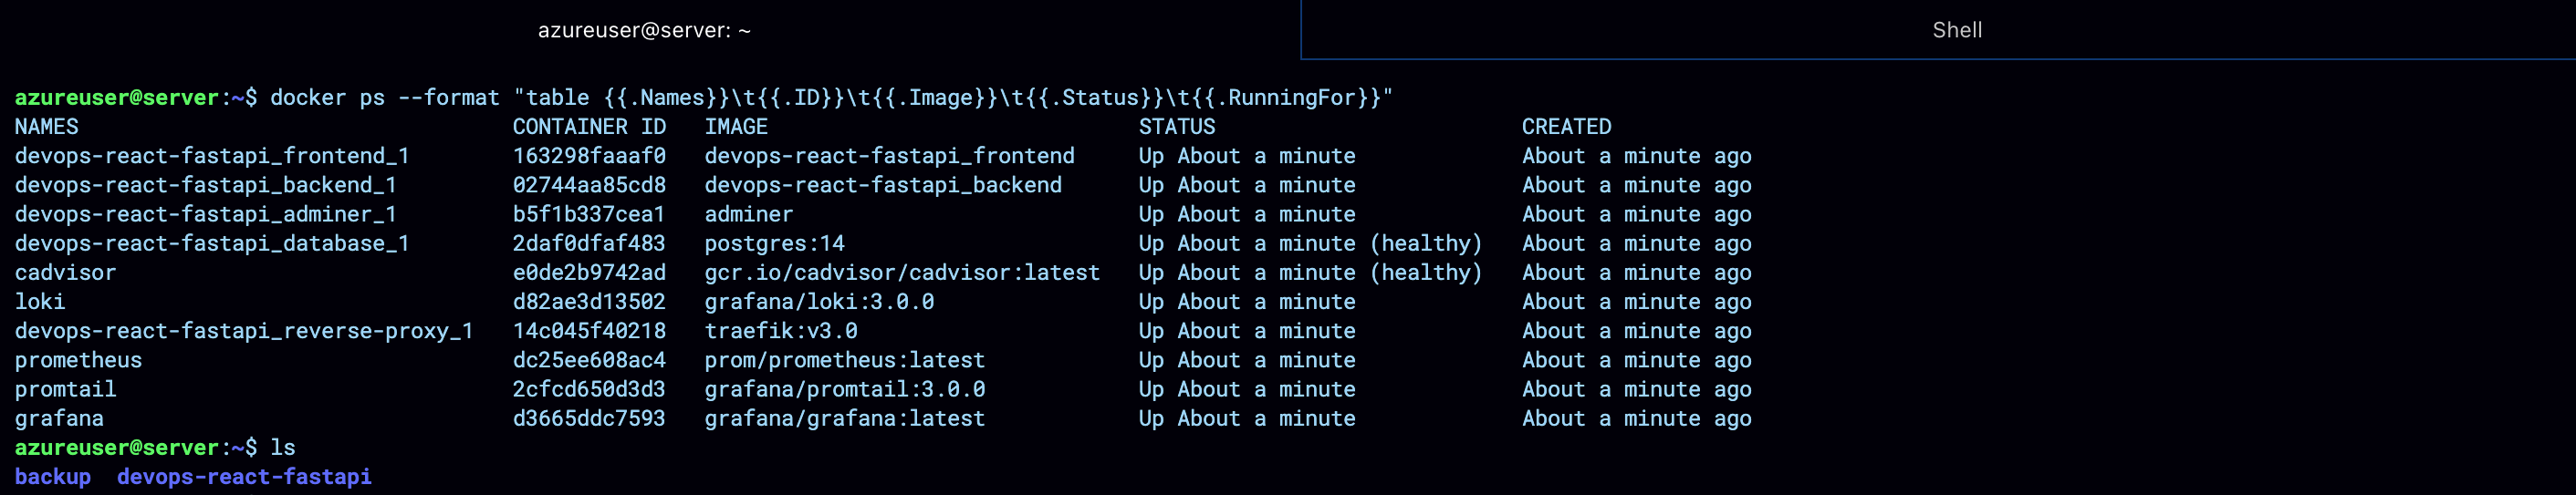 azureuser@server: ~
Shell
azureuser@server:~$ docker ps --format "table {{.Names}}\t{{.ID}}\t{{.Image}}\t{{.Status}}\t{{.RunningFor}}"
NAMES CONTAINER ID IMAGE STATUS CREATED
devops-react-fastapi_frontend_1 163298faaaf0 devops-react-fastapi_frontend Up About a minute About a minute ago
devops-react-fastapi_backend_1 02744aa85cd8 devops-react-fastapi_backend Up About a minute About a minute ago
devops-react-fastapi_adminer_1 b5f1b337cea1 adminer Up About a minute About a minute ago
devops-react-fastapi_database_1 2daf0dfaf483 postgres:14 Up About a minute (healthy) About a minute ago
cadvisor e0de2b9742ad gcr.io/cadvisor/cadvisor:latest Up About a minute (healthy) About a minute ago
loki d82ae3d13502 grafana/loki:3.0.0 Up About a minute About a minute ago
devops-react-fastapi_reverse-proxy_1 14c045f40218 traefik:v3.0 Up About a minute About a minute ago
prometheus dc25ee608ac4 prom/prometheus:latest Up About a minute About a minute ago
promtail 2cfcd650d3d3 grafana/promtail:3.0.0 Up About a minute About a minute ago
grafana d3665ddc7593 grafana/grafana:latest Up About a minute About a minute ago
azureuser@server:~$ ls
backup devops-react-fastapi